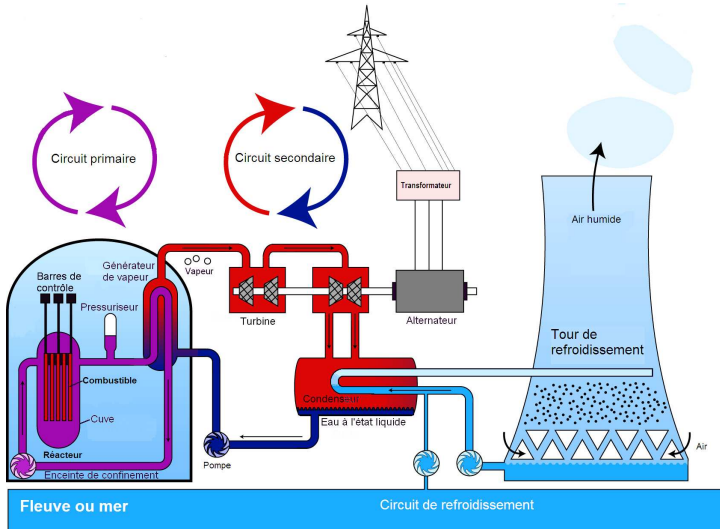 Circuit primaire
Circuit secondaire
Transformateur
Air humide
Générateur
de vapeur
Vapeur
Barres de
contrôle
Pressuriseur
Turbine
Alternateur
Tour de
refroidissement
Combustible
Cuve
Eau à l'état liquide
Réacteur
Enceinte de confinement
Pompe
Air
Fleuve ou mer
Circuit de refroidissement